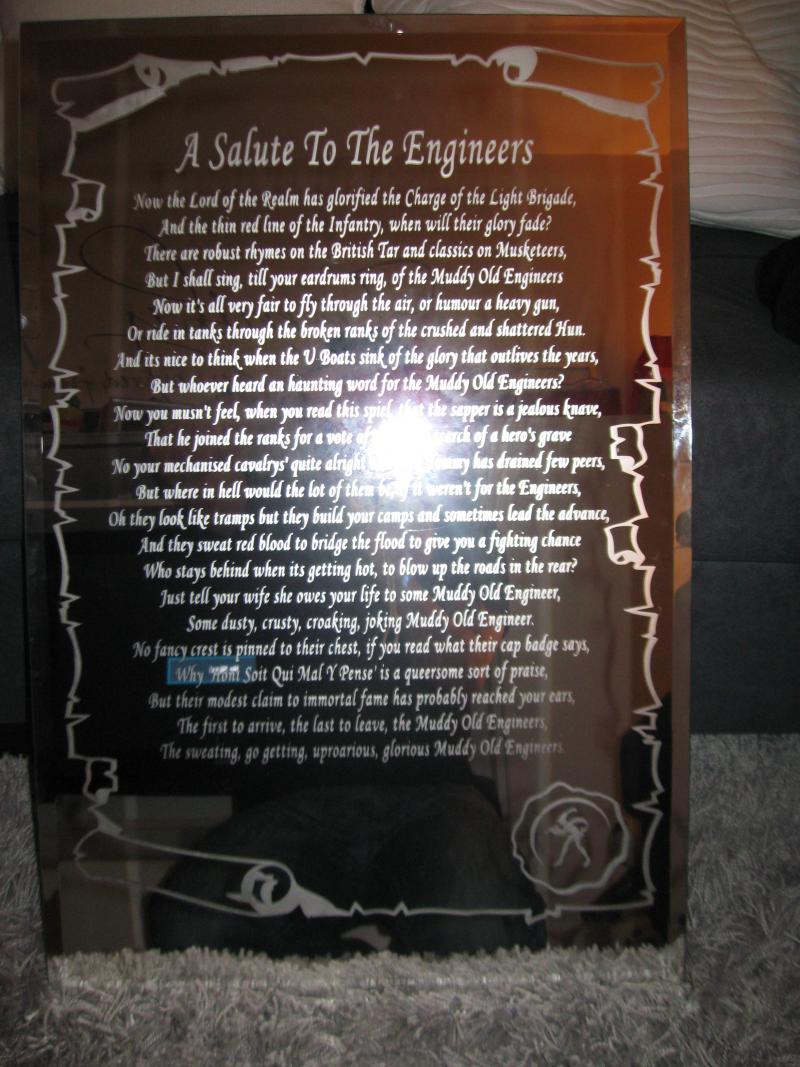 A Salute To The Engineers
Now the Lord of the Realm has glorified the Charge of the Light Brigade,
And the thin red line of the Infantry, when will their glory fade?
There are robust rhymes on the British Tar and classics on Musketeers,
But I shall sing, till your eardrums ring, of the Muddy Old Engineers
Now it's all very fair to fly through the air, or humour a heavy gun,
Or ride in tanks through the broken ranks of the crushed and shattered Hun.
And its nice to think when the U Boats sink of the glory that outlives the years,
But whoever heard an haunting word for the Muddy Old Engineers?
Now you musn't feel, when you read this spiel, that the sapper is a jealous knave,
That he joined the ranks for a vote of search of a hero's grave
No your mechanised cavalrys' quite alright has drained few peers,
But where in hell would the lot of them be, if it weren't for the Engineers,
Oh they look like tramps but they build your camps and sometimes lead the advance,
And they sweat red blood to bridge the flood to give you a fighting chance
Who stays behind when its getting hot, to blow up the roads in the rear?
Just tell your wife she owes your life to some Muddy Old Engineer,
Some dusty, crusty, croaking, joking Muddy Old Engineer.
No fancy crest is pinned to their chest, if you read what their cap badge says,
Why 'Honi Soit Qui Mal Y Pense' is a queersome sort of praise,
But their modest claim to immortal fame has probably reached your ears,
The first to arrive, the last to leave, the Muddy Old Engineers,
The sweating, go getting, uproarious, glorious Muddy Old Engineers.